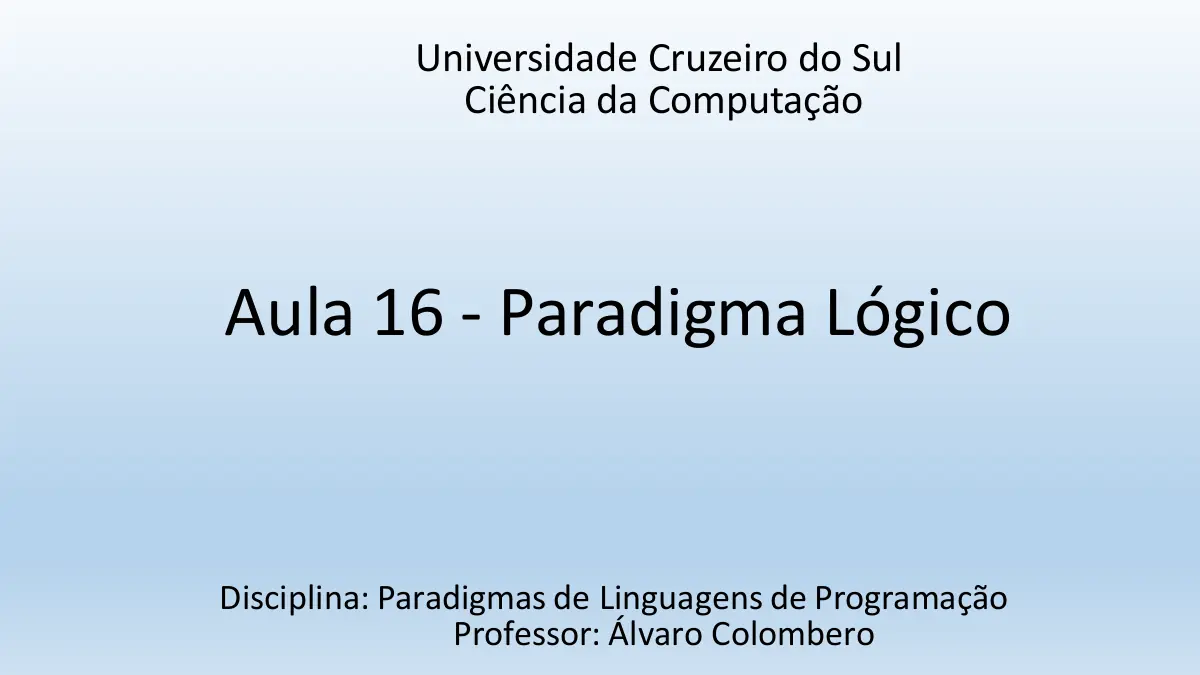 Universidade Cruzeiro do Sul
Ciência da Computação
Aula 16 - Paradigma Lógico
Disciplina: Paradigmas de Linguagens de Programação
Professor: Álvaro Colombero